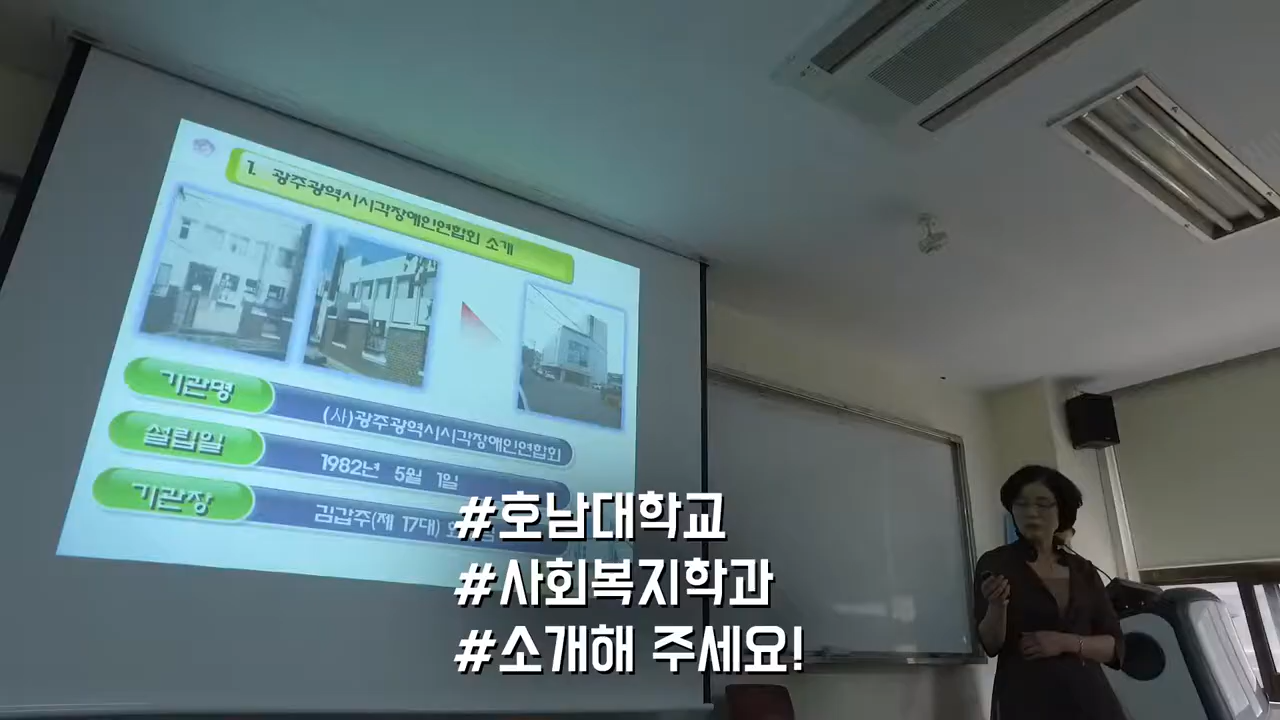 1. 광주광역시시각장애인연합회 소개
기관명
(사)광주광역시시각장애인연합회
설립일
1982년 5월 1일
기관장
김갑주(제 17대)
#호남대학교
#사회복지학과
#소개해 주세요!